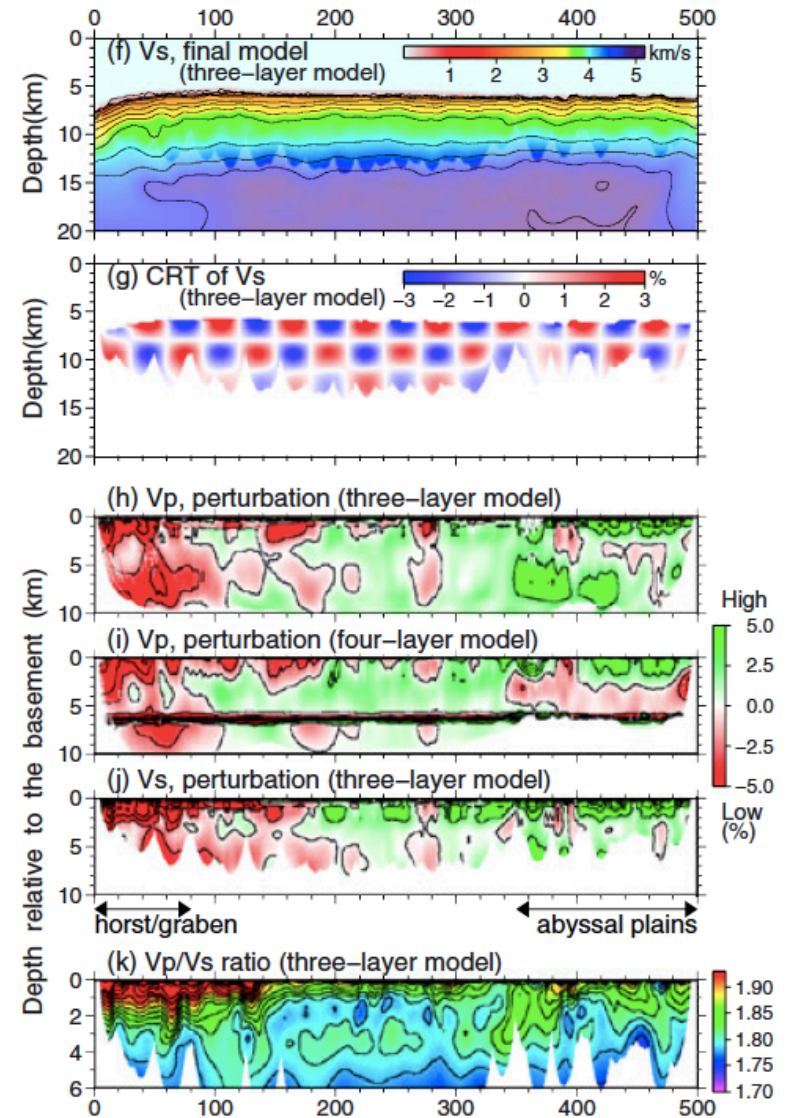 0 100 200 300 400 500
(f) Vs, final model
(three−layer model)
km/s
1 2 3 4 5
0
5
10
15
20
Depth(km)
(g) CRT of Vs
(three−layer model)
−3 −2 −1 0 1 2 3
%
0
5
10
15
20
Depth(km)
(h) Vp, perturbation (three−layer model)
0
5
10
(i) Vp, perturbation (four−layer model)
0
5
10
High
5.0
2.5
0.0
−2.5
−5.0
Low
(%)
(j) Vs, perturbation (three−layer model)
0
5
10
horst/graben
abyssal plains
Depth relative to the basement (km)
(k) Vp/Vs ratio (three−layer model)
0
2
4
6
1.90
1.85
1.80
1.75
1.70
0 100 200 300 400 500